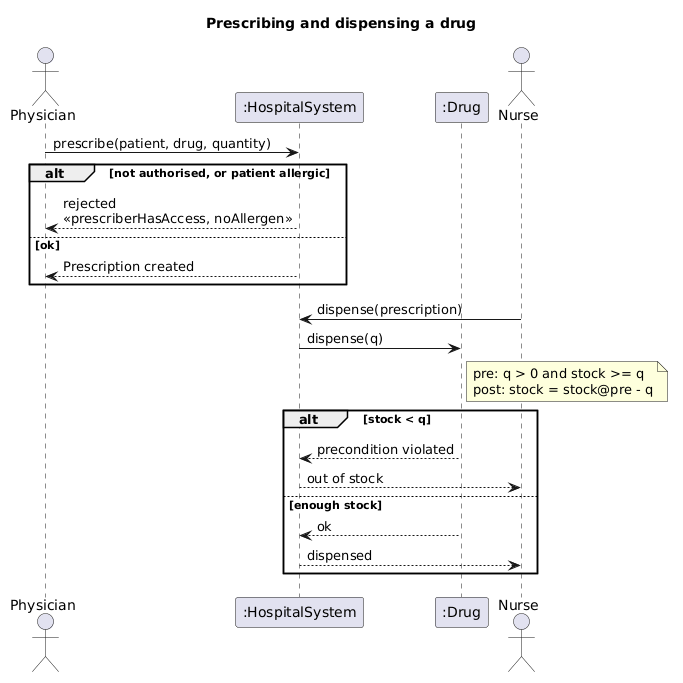 Prescribing and dispensing a drug
Physician
:HospitalSystem
:Drug
Nurse
prescribe(patient, drug, quantity)
alt
[not authorised, or patient allergic]
rejected
«prescriberHasAccess, noAllergen»
[ok]
Prescription created
dispense(prescription)
dispense(q)
pre: q > 0 and stock >= q
post: stock = stock@pre - q
alt
[stock < q]
precondition violated
out of stock
[enough stock]
ok
dispensed
Physician
:HospitalSystem
:Drug
Nurse